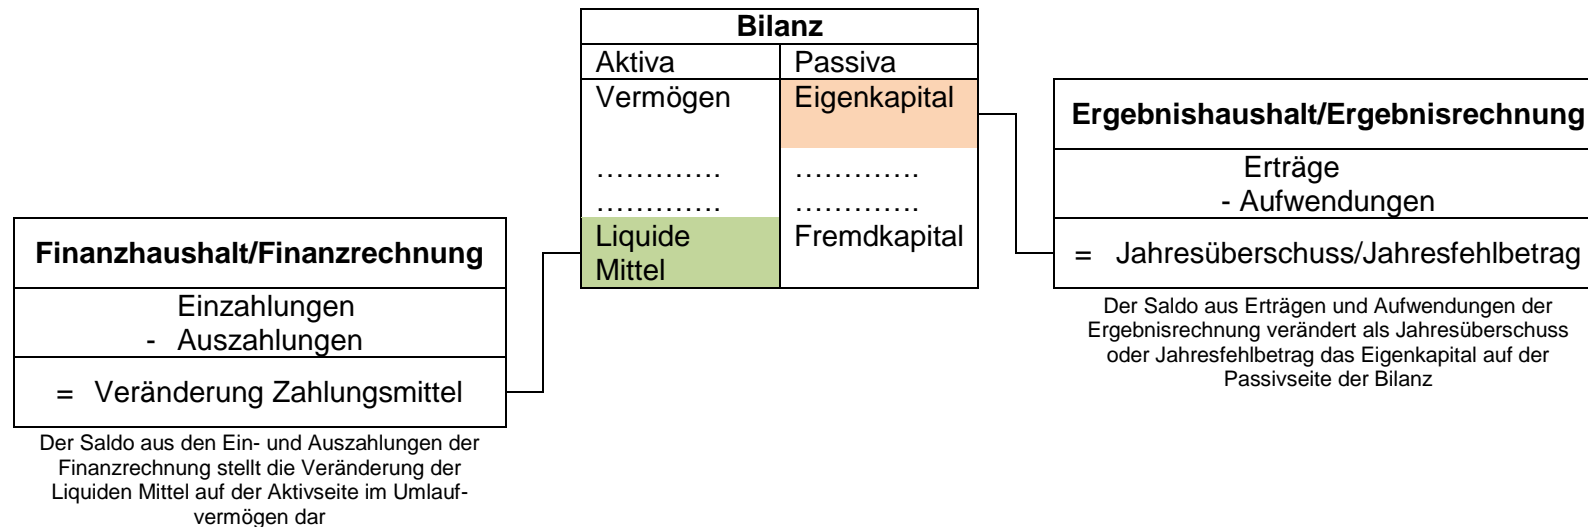 Bilanz
Aktiva Passiva
Vermögen Eigenkapital
…………. ………….
…………. ………….
Liquide Fremdkapital
Mittel
Finanzhaushalt/Finanzrechnung
Einzahlungen
- Auszahlungen
= Veränderung Zahlungsmittel
Der Saldo aus den Ein- und Auszahlungen der
Finanzrechnung stellt die Veränderung der
Liquiden Mittel auf der Aktivseite im Umlauf-
vermögen dar
Ergebnishaushalt/Ergebnisrechnung
Erträge
- Aufwendungen
= Jahresüberschuss/Jahresfehlbetrag
Der Saldo aus Erträgen und Aufwendungen der
Ergebnisrechnung verändert als Jahresüberschuss
oder Jahresfehlbetrag das Eigenkapital auf der
Passivseite der Bilanz